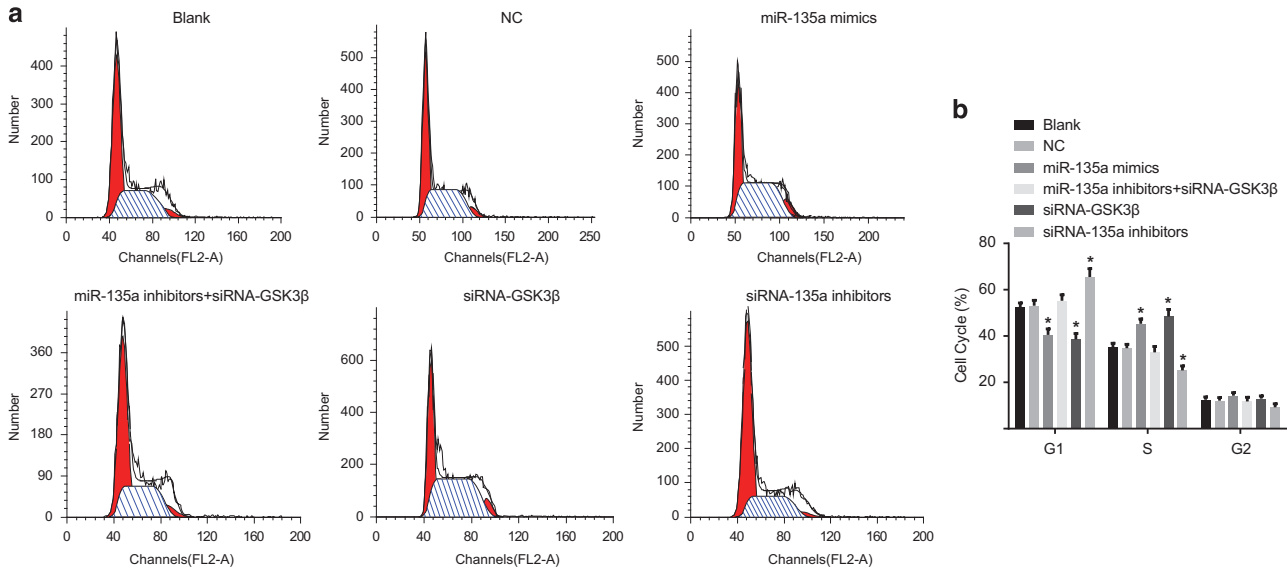 a
Blank
400
300
200
100
0
Number
0 40 80 120 160 200
Channels(FL2-A)
NC
500
400
300
200
100
0
Number
0 50 100 150 200 250
Channels(FL2-A)
miR-135a mimics
500
400
300
200
100
0
Number
0 50 100 150 200
Channels(FL2-A)
miR-135a inhibitors+siRNA-GSK3β
360
270
180
90
0
Number
0 40 80 120 160 200
Channels(FL2-A)
siRNA-GSK3β
600
400
200
0
Number
0 40 80 120 160 200
Channels(FL2-A)
siRNA-135a inhibitors
500
400
300
200
100
0
Number
0 40 80 120 160 200
Channels(FL2-A)
b
Blank
NC
miR-135a mimics
miR-135a inhibitors+siRNA-GSK3β
siRNA-GSK3β
siRNA-135a inhibitors
80
60
40
20
Cell Cycle (%)
* * * * * *
G1 S G2